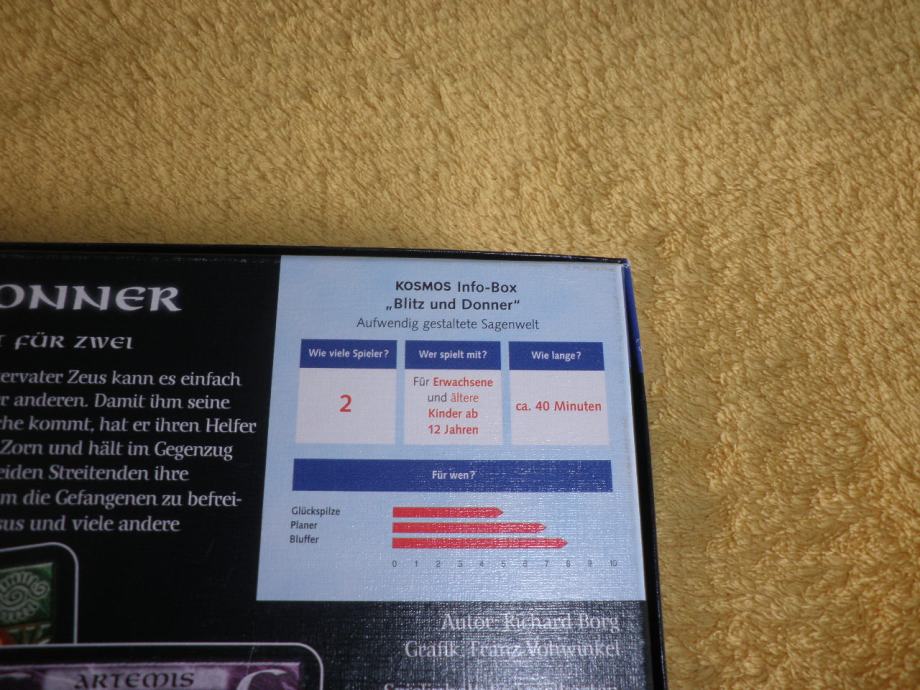 ONNER
FÜR ZWEI
ervater Zeus kann es einfach
r anderen. Damit ihm seine
che kommt, hat er ihren Helfer
Zorn und hält im Gegenzug
eiden Streitenden ihre
m die Gefangenen zu befrei-
sus und viele andere
KOSMOS Info-Box
„Blitz und Donner“
Aufwendig gestaltete Sagenwelt
Wie viele Spieler?
2
Wer spielt mit?
Für Erwachsene
und ältere
Kinder ab
12 Jahren
Wie lange?
ca. 40 Minuten
Für wen?
Glückspilze
Planer
Bluffer
0 1 2 3 4 5 6 7 8 9 10
Autor: Richard Borg
Grafik: Franz Vohwinkel
ARTEMIS